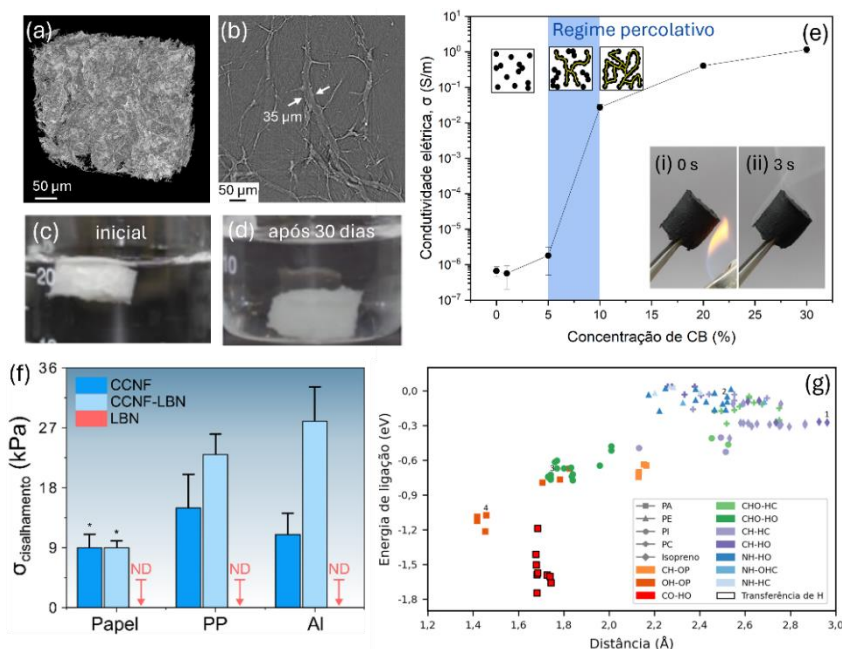 (a)
50 µm
(b)
35 µm
50 µm
(c)
inicial
20
(d)
após 30 dias
10
Regime percolativo
(e)
Condutividade elétrica, σ (S/m)
10¹
10⁰
10⁻¹
10⁻²
10⁻³
10⁻⁴
10⁻⁵
10⁻⁶
10⁻⁷
0 5 10 15 20 25 30
Concentração de CB (%)
(i) 0 s
(ii) 3 s
(f)
σcisalhamento (kPa)
36
27
18
9
0
CCNF
CCNF-LBN
LBN
* *
ND
ND
ND
Papel PP Al
(g)
Energia de ligação (eV)
0,0
-0,3
-0,6
-0,9
-1,2
-1,5
-1,8
1
2
3
4
PA
PE
PI
PC
Isopreno
CH-OP
OH-OP
CO-HO
CHO-HC
CHO-HO
CH-HC
CH-HO
NH-HO
NH-OHC
NH-HC
Transferência de H
1,2 1,4 1,6 1,8 2,0 2,2 2,4 2,6 2,8 3,0
Distância (Å)